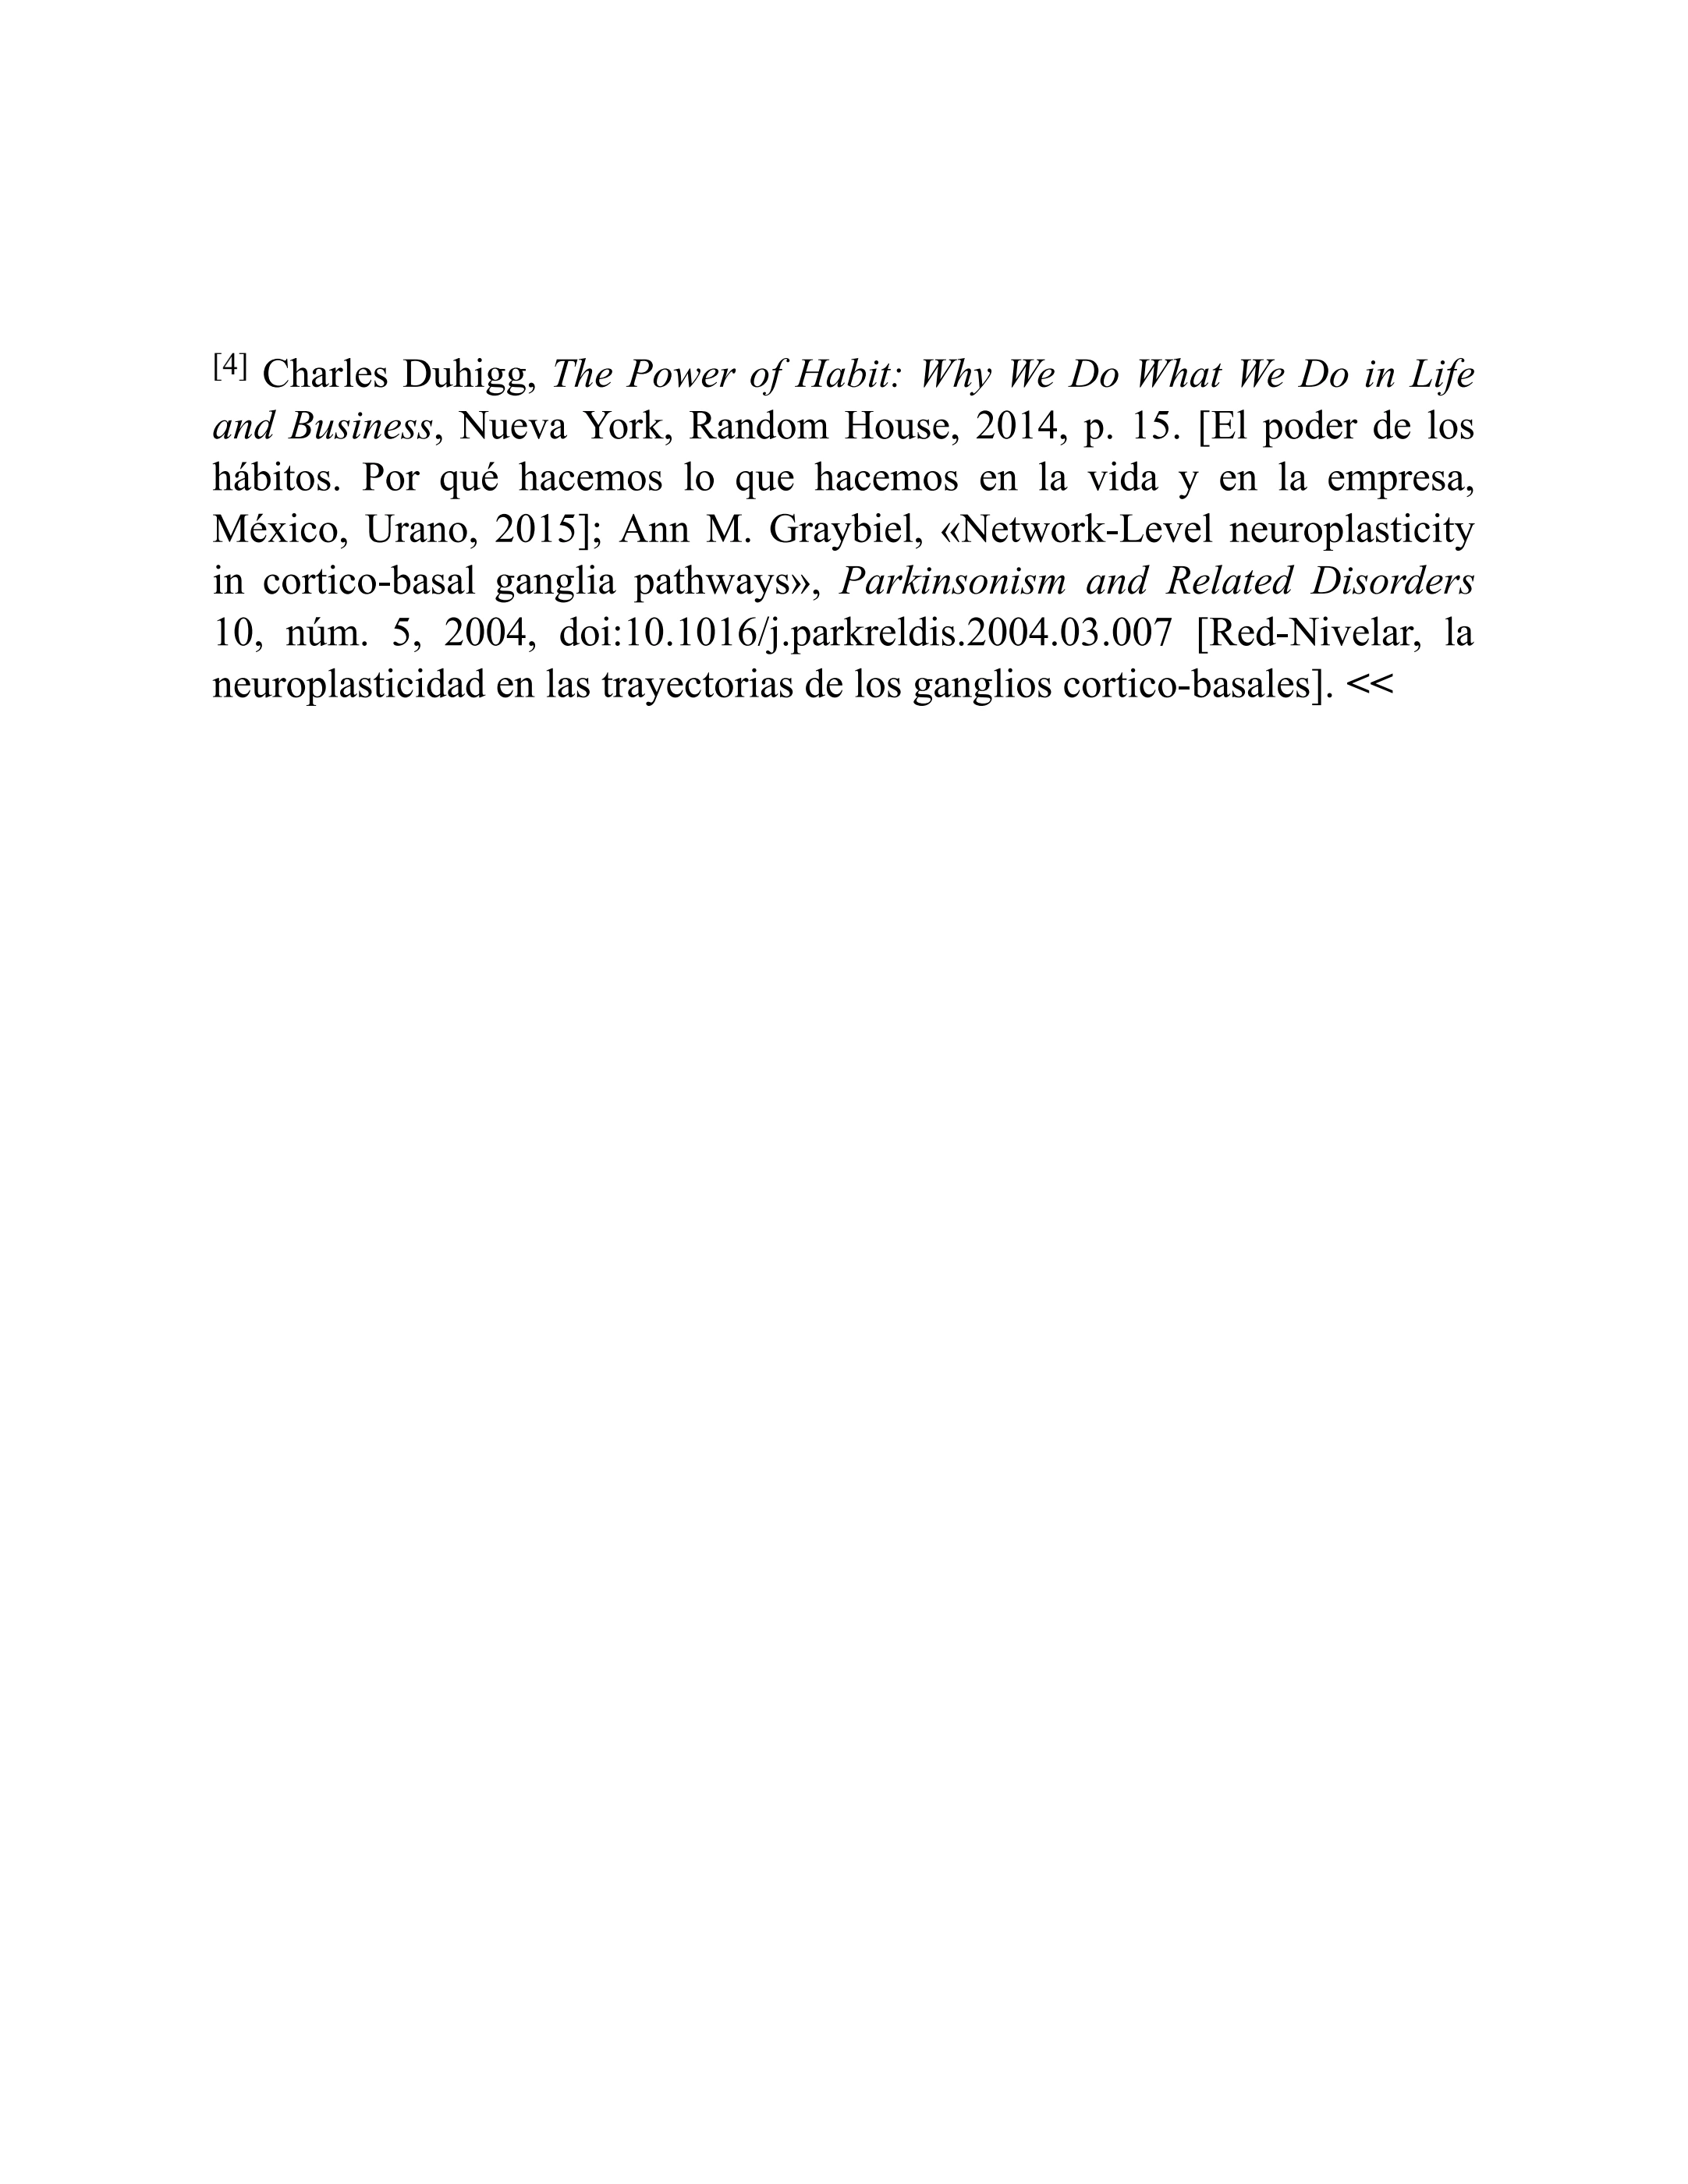 [4] Charles Duhigg, The Power of Habit: Why We Do What We Do in Life
and Business, Nueva York, Random House, 2014, p. 15. [El poder de los
hábitos. Por qué hacemos lo que hacemos en la vida y en la empresa,
México, Urano, 2015]; Ann M. Graybiel, «Network-Level neuroplasticity
in cortico-basal ganglia pathways», Parkinsonism and Related Disorders
10, núm. 5, 2004, doi:10.1016/j.parkreldis.2004.03.007 [Red-Nivelar, la
neuroplasticidad en las trayectorias de los ganglios cortico-basales]. <<